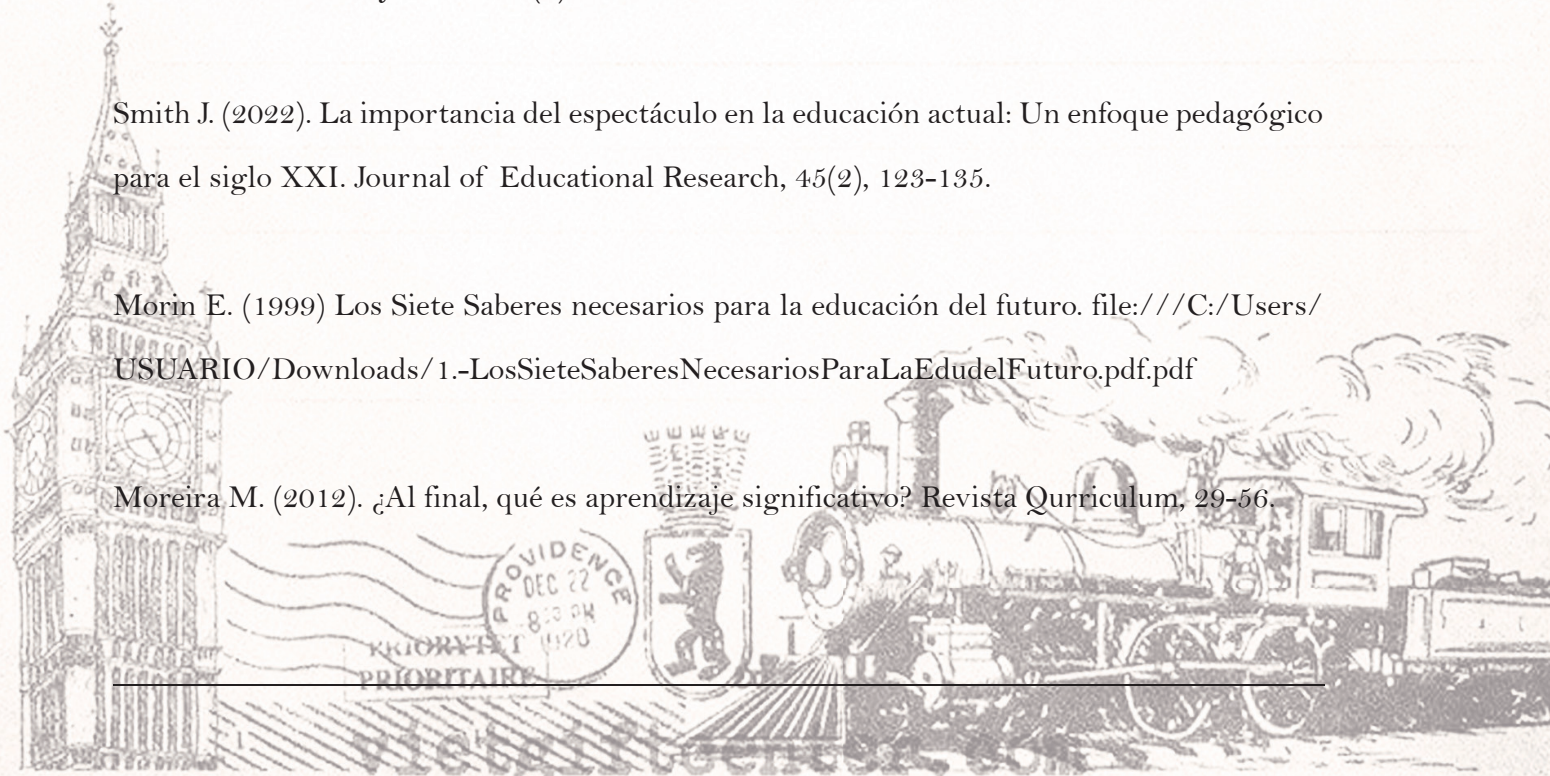 Smith J. (2022). La importancia del espectáculo en la educación actual: Un enfoque pedagógico
para el siglo XXI. Journal of Educational Research, 45(2), 123-135.
Morin E. (1999) Los Siete Saberes necesarios para la educación del futuro. file:///C:/Users/
USUARIO/Downloads/1.-LosSieteSaberesNecesariosParaLaEdudelFuturo.pdf.pdf
Moreira M. (2012). ¿Al final, qué es aprendizaje significativo? Revista Qurriculum, 29-56.
PROVIDENCE
DEC 22
1920
PRIORITAIRE